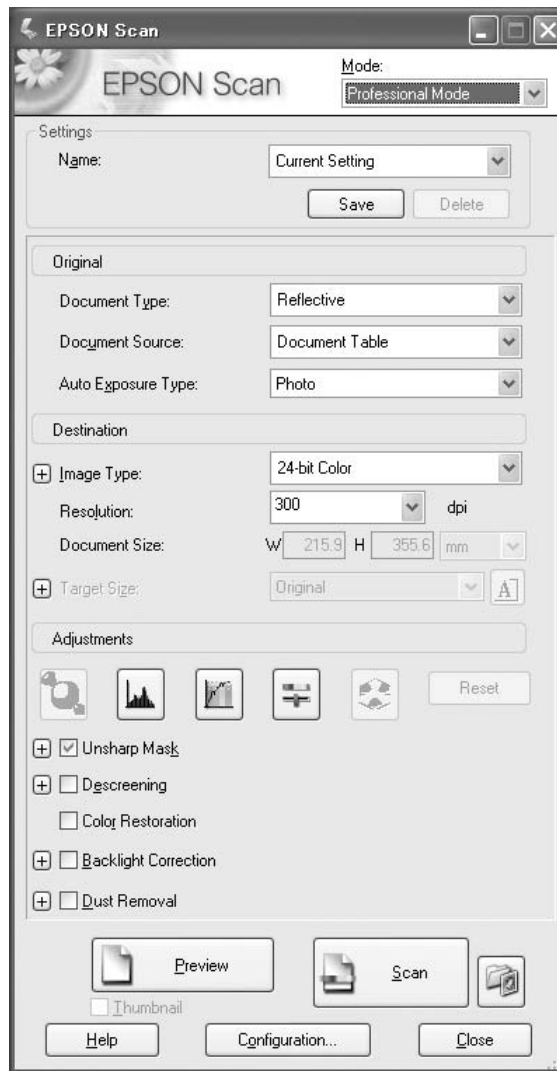 EPSON Scan
EPSON Scan
Mode:
Professional Mode
Settings
Name:
Current Setting
Save
Delete
Original
Document Type:
Reflective
Document Source:
Document Table
Auto Exposure Type:
Photo
Destination
Image Type:
24-bit Color
Resolution:
300
dpi
Document Size:
W 215.9 H 355.6 mm
Target Size:
Original
A
Adjustments
Reset
Unsharp Mask
Descreening
Color Restoration
Backlight Correction
Dust Removal
Preview
Scan
Thumbnail
Help
Configuration...
Close